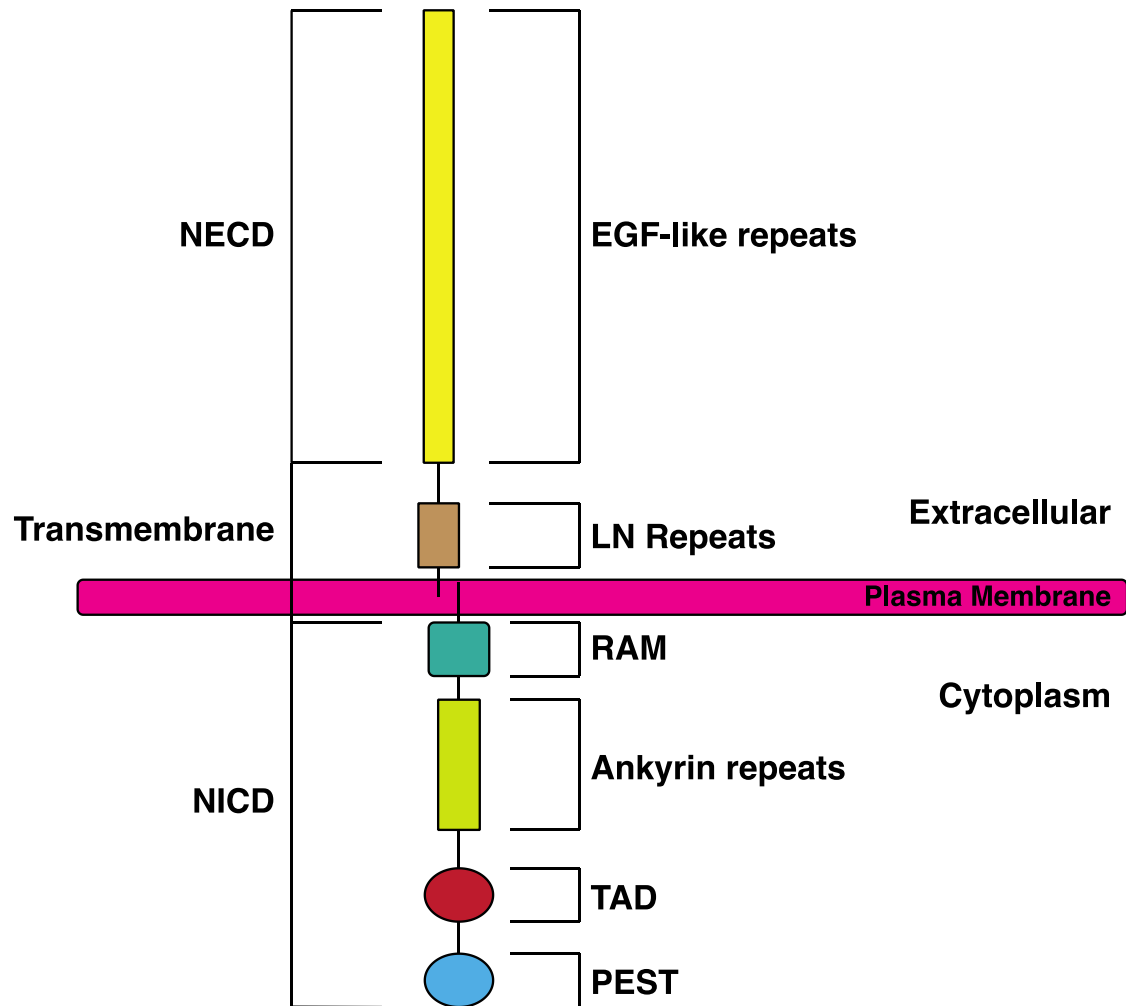 NECD
EGF-like repeats
Extracellular
Transmembrane
LN Repeats
Plasma Membrane
RAM
Cytoplasm
Ankyrin repeats
NICD
TAD
PEST